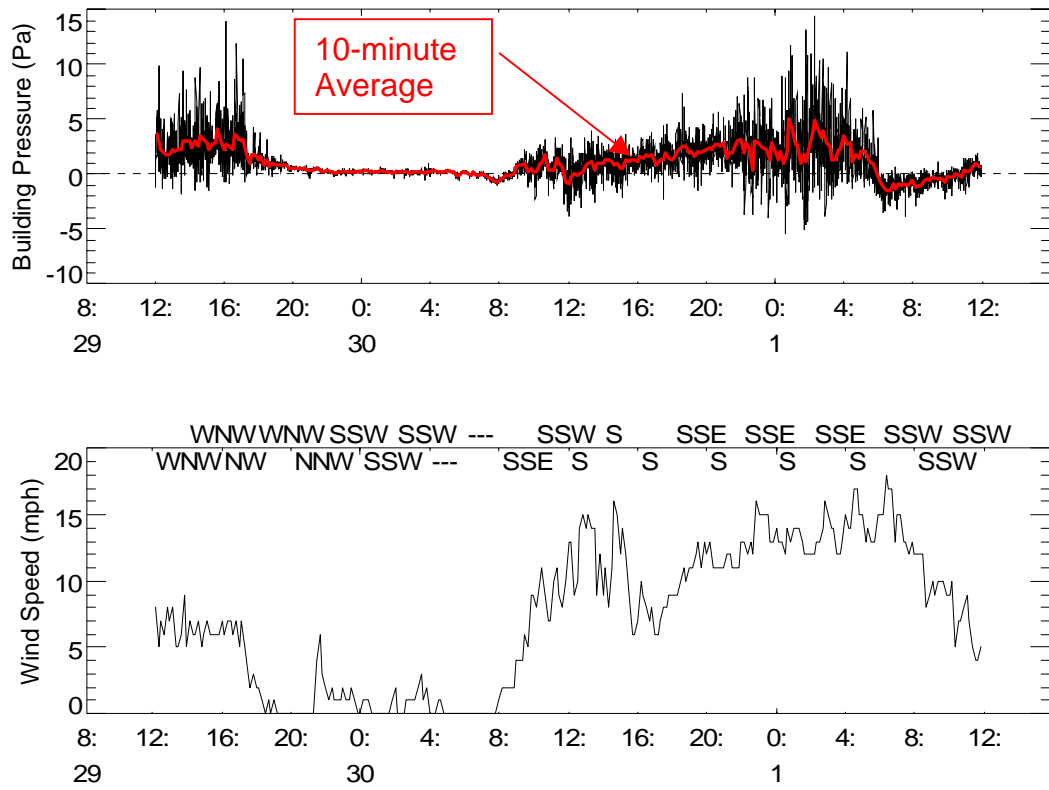 Building Pressure (Pa)
15
10
5
0
-5
-10
10-minute
Average
8: 12: 16: 20: 0: 4: 8: 12: 16: 20: 0: 4: 8: 12:
29 30 1
WNW WNW SSW SSW --- SSW S SSE SSE SSE SSW SSW
WNW NW NNW SSW --- SSE S S S S S SSW
Wind Speed (mph)
20
15
10
5
0
8: 12: 16: 20: 0: 4: 8: 12: 16: 20: 0: 4: 8: 12:
29 30 1